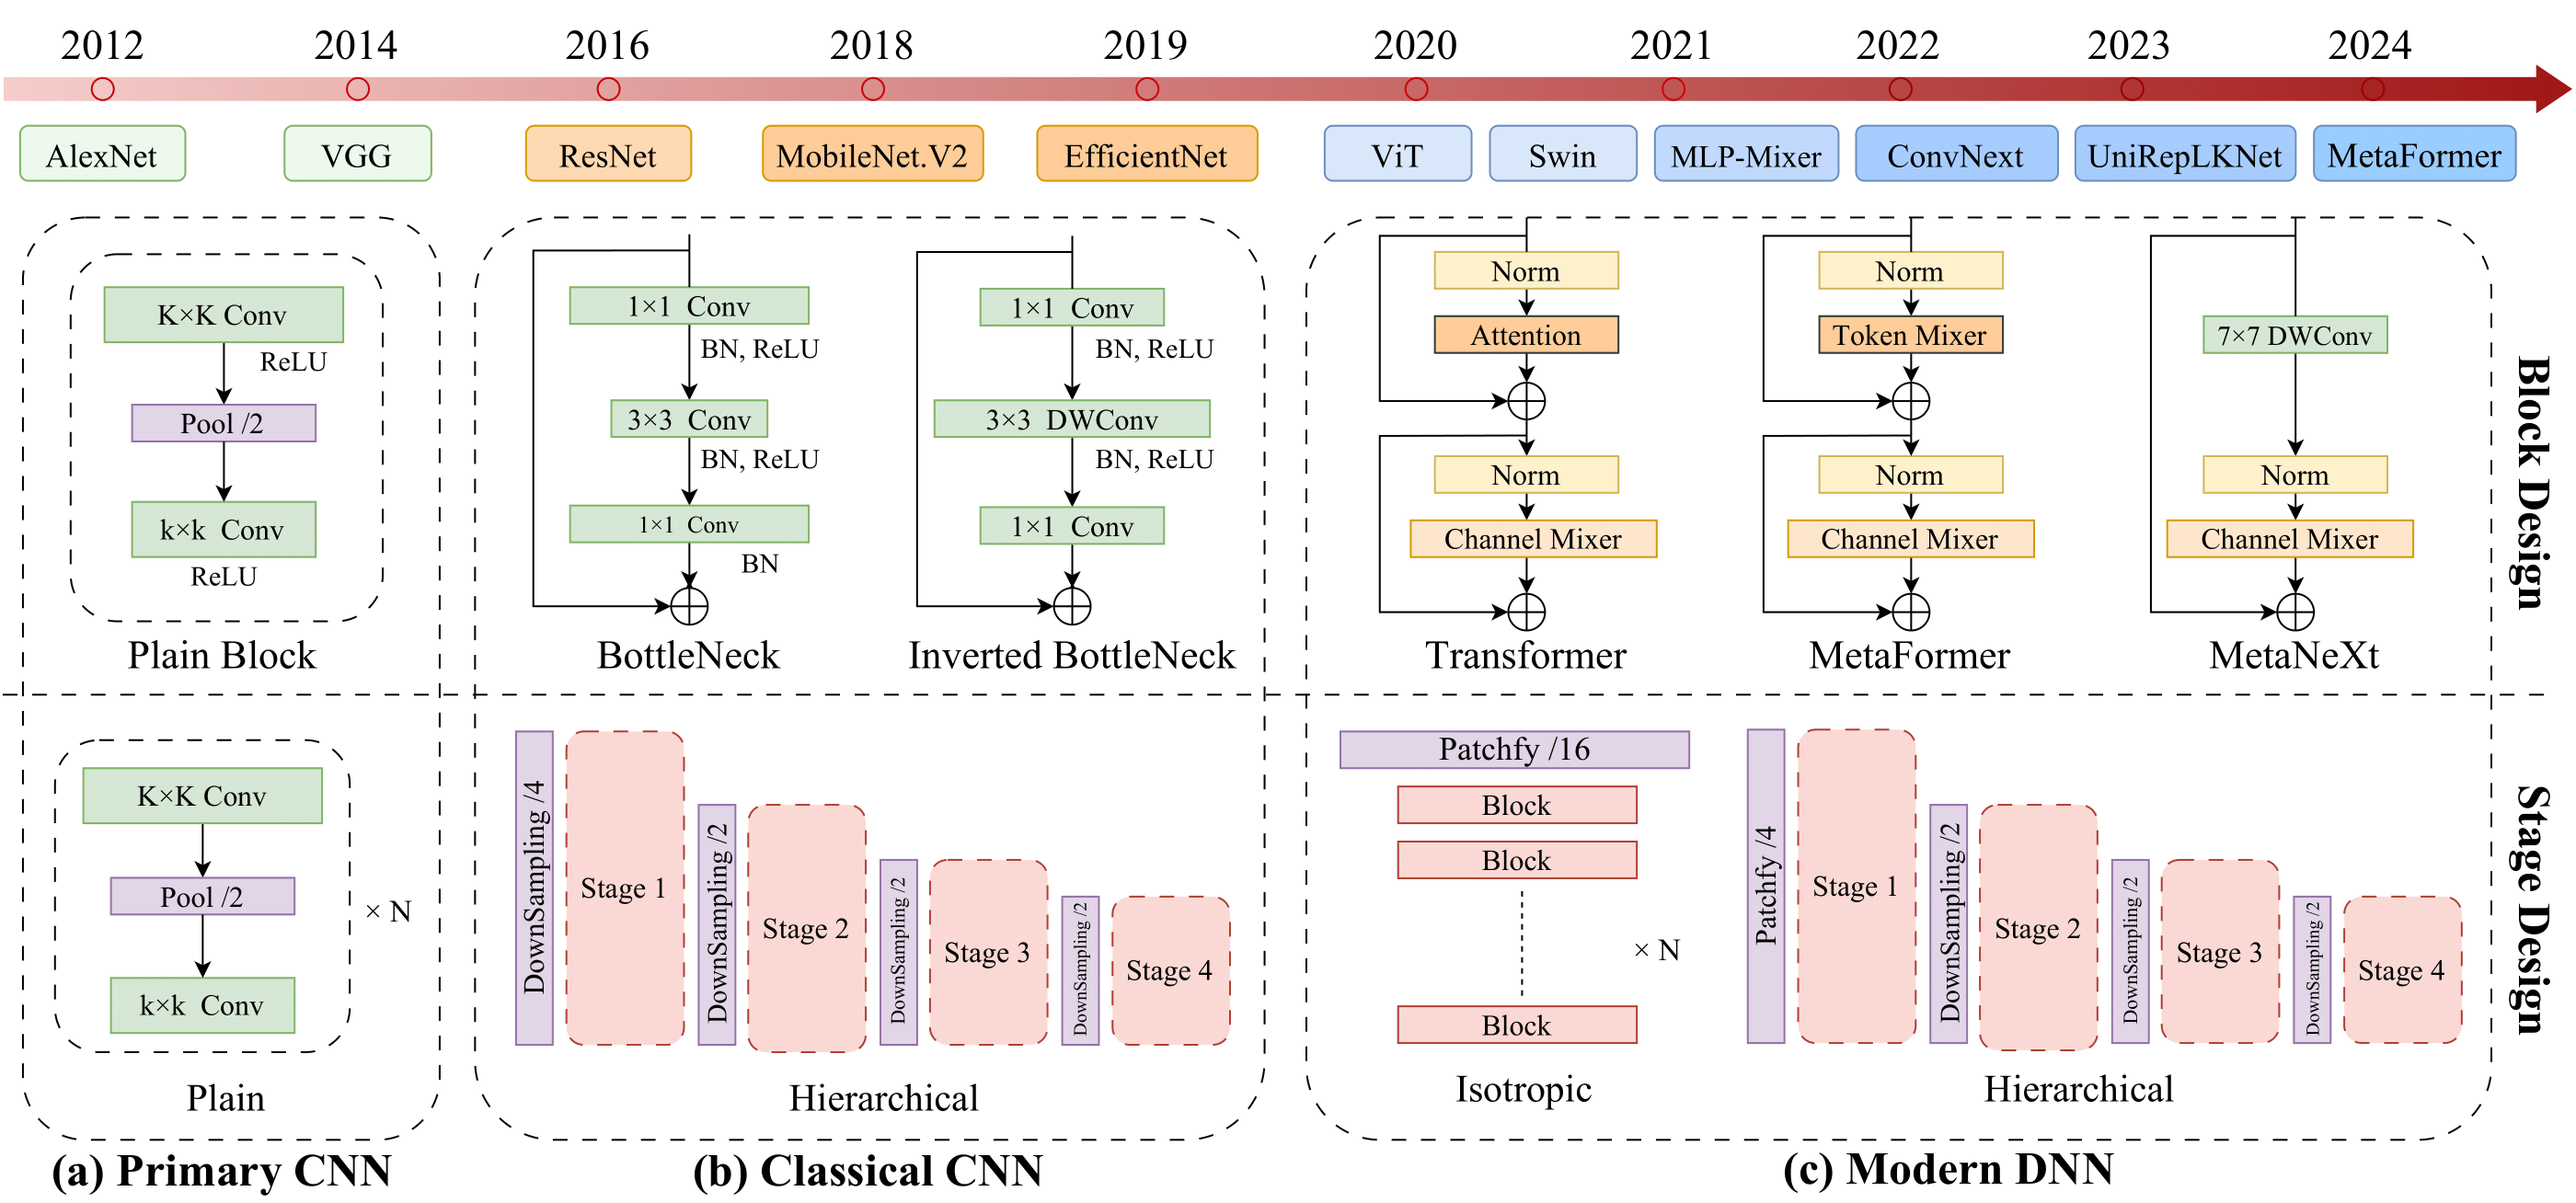 2012 2014 2016 2018 2019 2020 2021 2022 2023 2024
AlexNet VGG ResNet MobileNet.V2 EfficientNet ViT Swin MLP-Mixer ConvNext UniRepLKNet MetaFormer
K×K Conv
ReLU
Pool /2
k×k Conv
ReLU
Plain Block
1×1 Conv
BN, ReLU
3×3 Conv
BN, ReLU
1×1 Conv
BN
BottleNeck
1×1 Conv
BN, ReLU
3×3 DWConv
BN, ReLU
1×1 Conv
Inverted BottleNeck
Norm
Attention
Norm
Channel Mixer
Transformer
Norm
Token Mixer
Norm
Channel Mixer
MetaFormer
7×7 DWConv
Norm
Channel Mixer
MetaNeXt
Block Design
K×K Conv
Pool /2
k×k Conv
× N
Plain
DownSampling /4
Stage 1
DownSampling /2
Stage 2
DownSampling /2
Stage 3
DownSampling /2
Stage 4
Hierarchical
Patchfy /16
Block
Block
Block
× N
Isotropic
Patchfy /4
Stage 1
DownSampling /2
Stage 2
DownSampling /2
Stage 3
DownSampling /2
Stage 4
Hierarchical
Stage Design
(a) Primary CNN
(b) Classical CNN
(c) Modern DNN